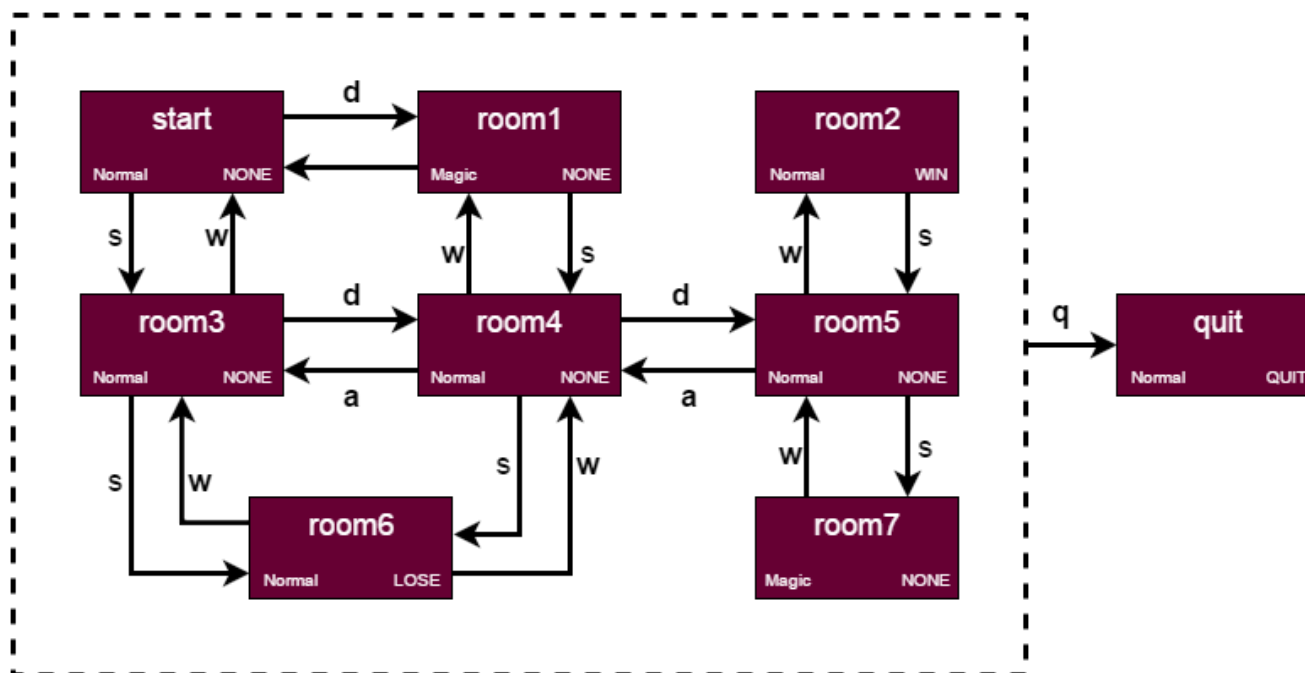 d
start
room1
room2
Normal
NONE
Magic
NONE
Normal
WIN
s
w
w
s
w
s
d
d
q
room3
room4
room5
quit
Normal
NONE
Normal
NONE
Normal
NONE
Normal
QUIT
a
a
s
w
s
w
w
s
room6
room7
Normal
LOSE
Magic
NONE